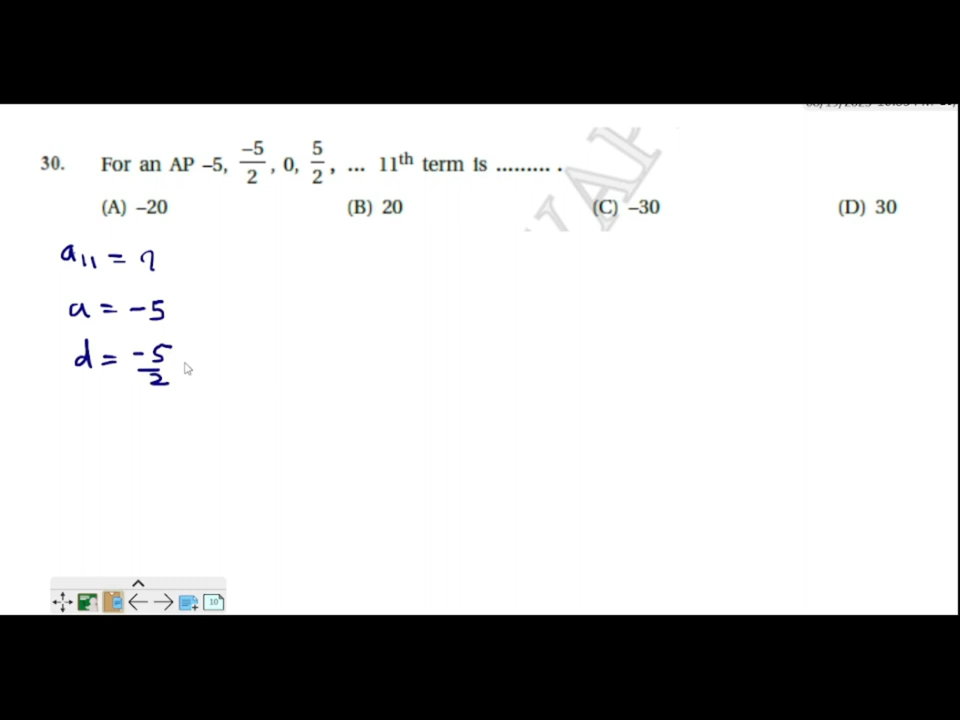 30. For an AP –5, −5/2, 0, 5/2, ... 11th term is ......... .
(A) –20 (B) 20 (C) –30 (D) 30
a11 = ?
a = -5
d = -5/2
10